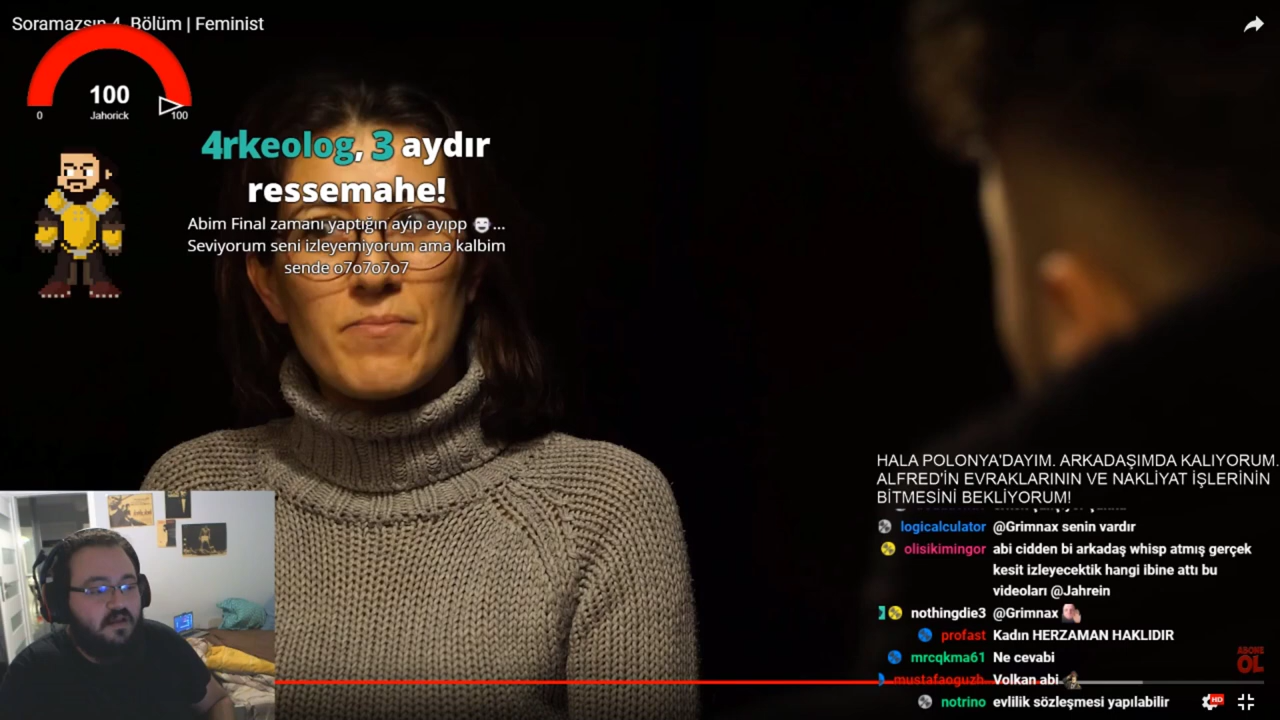 Soramazsın 4. Bölüm | Feminist
100
0
Jahorick
100
4rkeolog, 3 aydır
ressemahe!
Abim Final zamanı yaptığın ayip ayıpp ...
Seviyorum seni izleyemiyorum ama kalbim
sende o7o7o7o7
HALA POLONYA'DAYIM. ARKADAŞIMDA KALIYORUM.
ALFRED'İN EVRAKLARININ VE NAKLİYAT İŞLERİNİN
BİTMESİNİ BEKLİYORUM!
logicalculator @Grimnax senin vardır
olisikimingor abi cidden bi arkadaş whisp atmış gerçek
kesit izleyecektik hangi ibine attı bu
videoları @Jahrein
nothingdie3 @Grimnax
profast Kadın HERZAMAN HAKLIDIR
mrcqkma61 Ne cevabi
mustafaoguzh Volkan abi
notrino evlilik sözleşmesi yapılabilir
ABONE
OL
HD